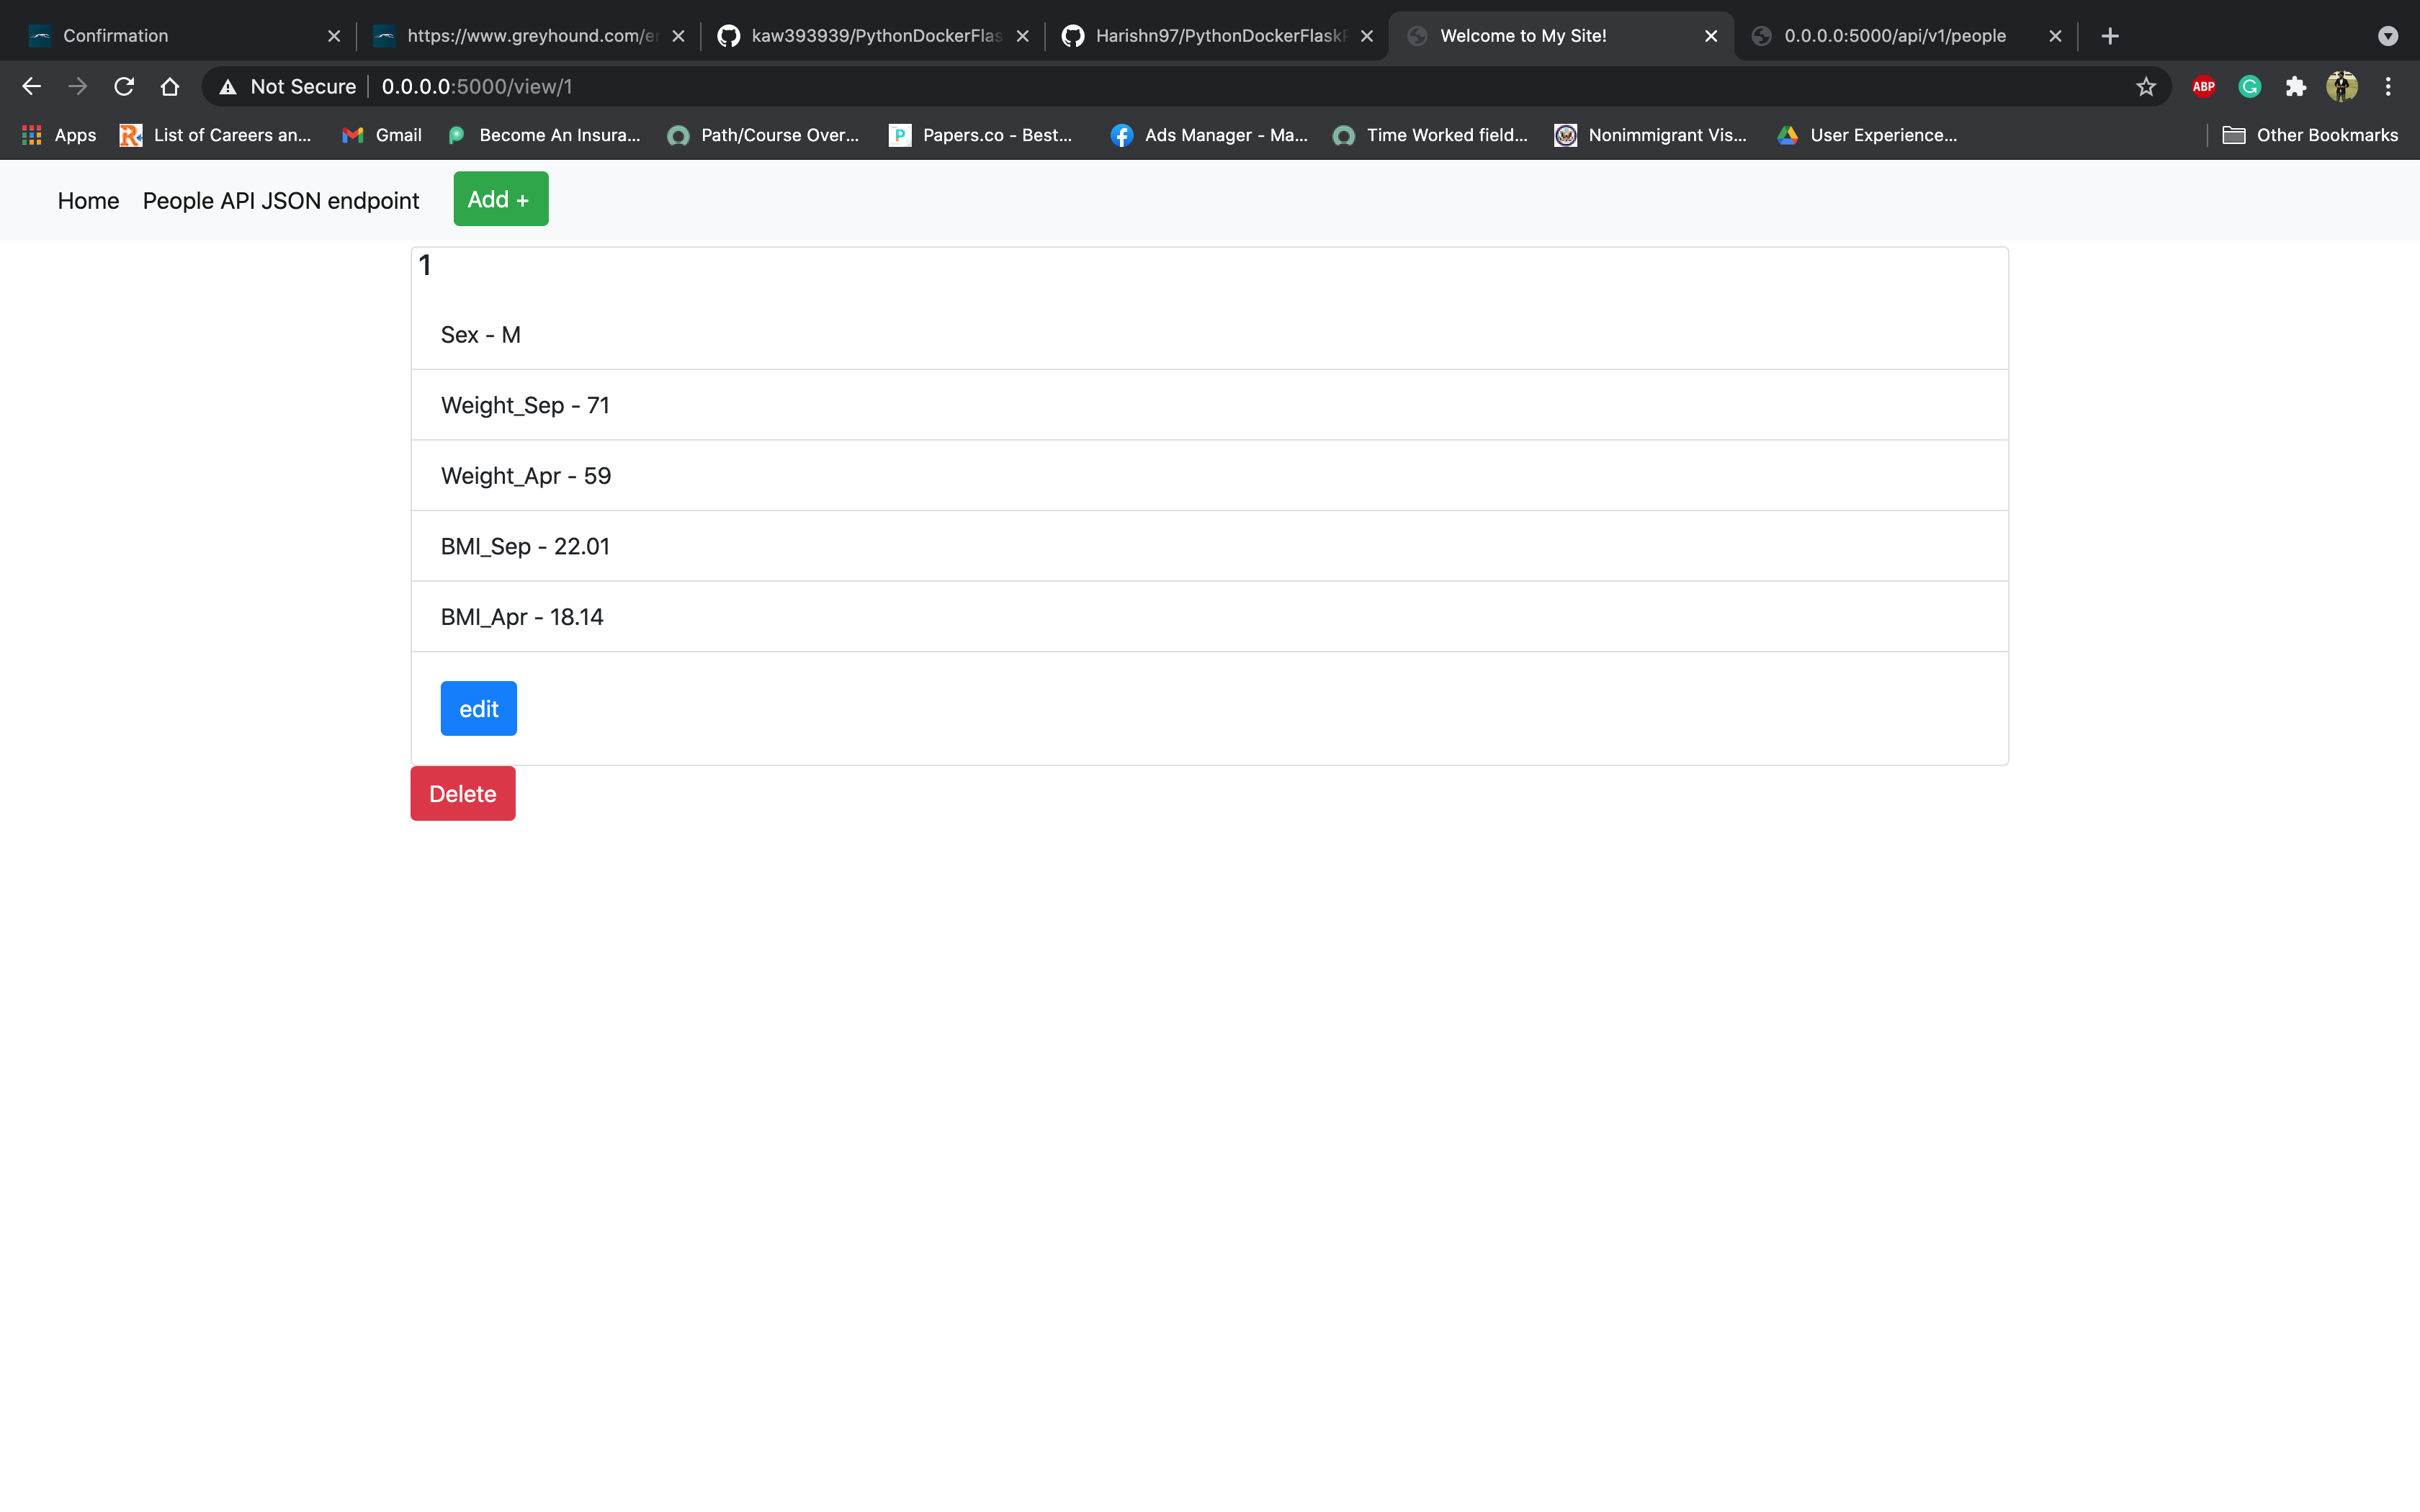 Confirmation
https://www.greyhound.com/er
kaw393939/PythonDockerFlas
Harishn97/PythonDockerFlaskF
Welcome to My Site!
0.0.0.0:5000/api/v1/people
Not Secure
0.0.0.0:5000/view/1
ABP
Apps
List of Careers an...
Gmail
Become An Insura...
Path/Course Over...
Papers.co - Best...
Ads Manager - Ma...
Time Worked field...
Nonimmigrant Vis...
User Experience...
Other Bookmarks
Home
People API JSON endpoint
Add +
1
Sex - M
Weight_Sep - 71
Weight_Apr - 59
BMI_Sep - 22.01
BMI_Apr - 18.14
edit
Delete